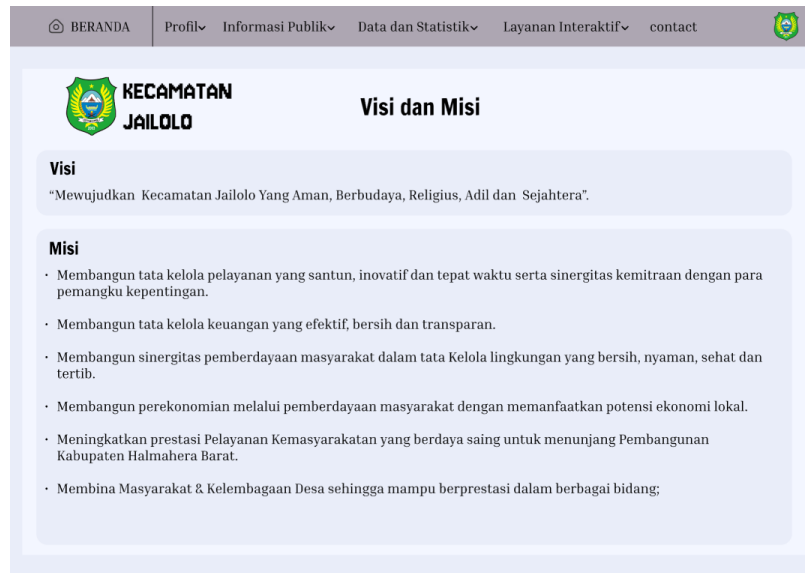 BERANDA Profil Informasi Publik Data dan Statistik Layanan Interaktif contact
KECAMATAN
JAILOLO
Visi dan Misi
Visi
“Mewujudkan Kecamatan Jailolo Yang Aman, Berbudaya, Religius, Adil dan Sejahtera”.
Misi
· Membangun tata kelola pelayanan yang santun, inovatif dan tepat waktu serta sinergitas kemitraan dengan para
pemangku kepentingan.
· Membangun tata kelola keuangan yang efektif, bersih dan transparan.
· Membangun sinergitas pemberdayaan masyarakat dalam tata Kelola lingkungan yang bersih, nyaman, sehat dan
tertib.
· Membangun perekonomian melalui pemberdayaan masyarakat dengan memanfaatkan potensi ekonomi lokal.
· Meningkatkan prestasi Pelayanan Kemasyarakatan yang berdaya saing untuk menunjang Pembangunan
Kabupaten Halmahera Barat.
· Membina Masyarakat & Kelembagaan Desa sehingga mampu berprestasi dalam berbagai bidang;